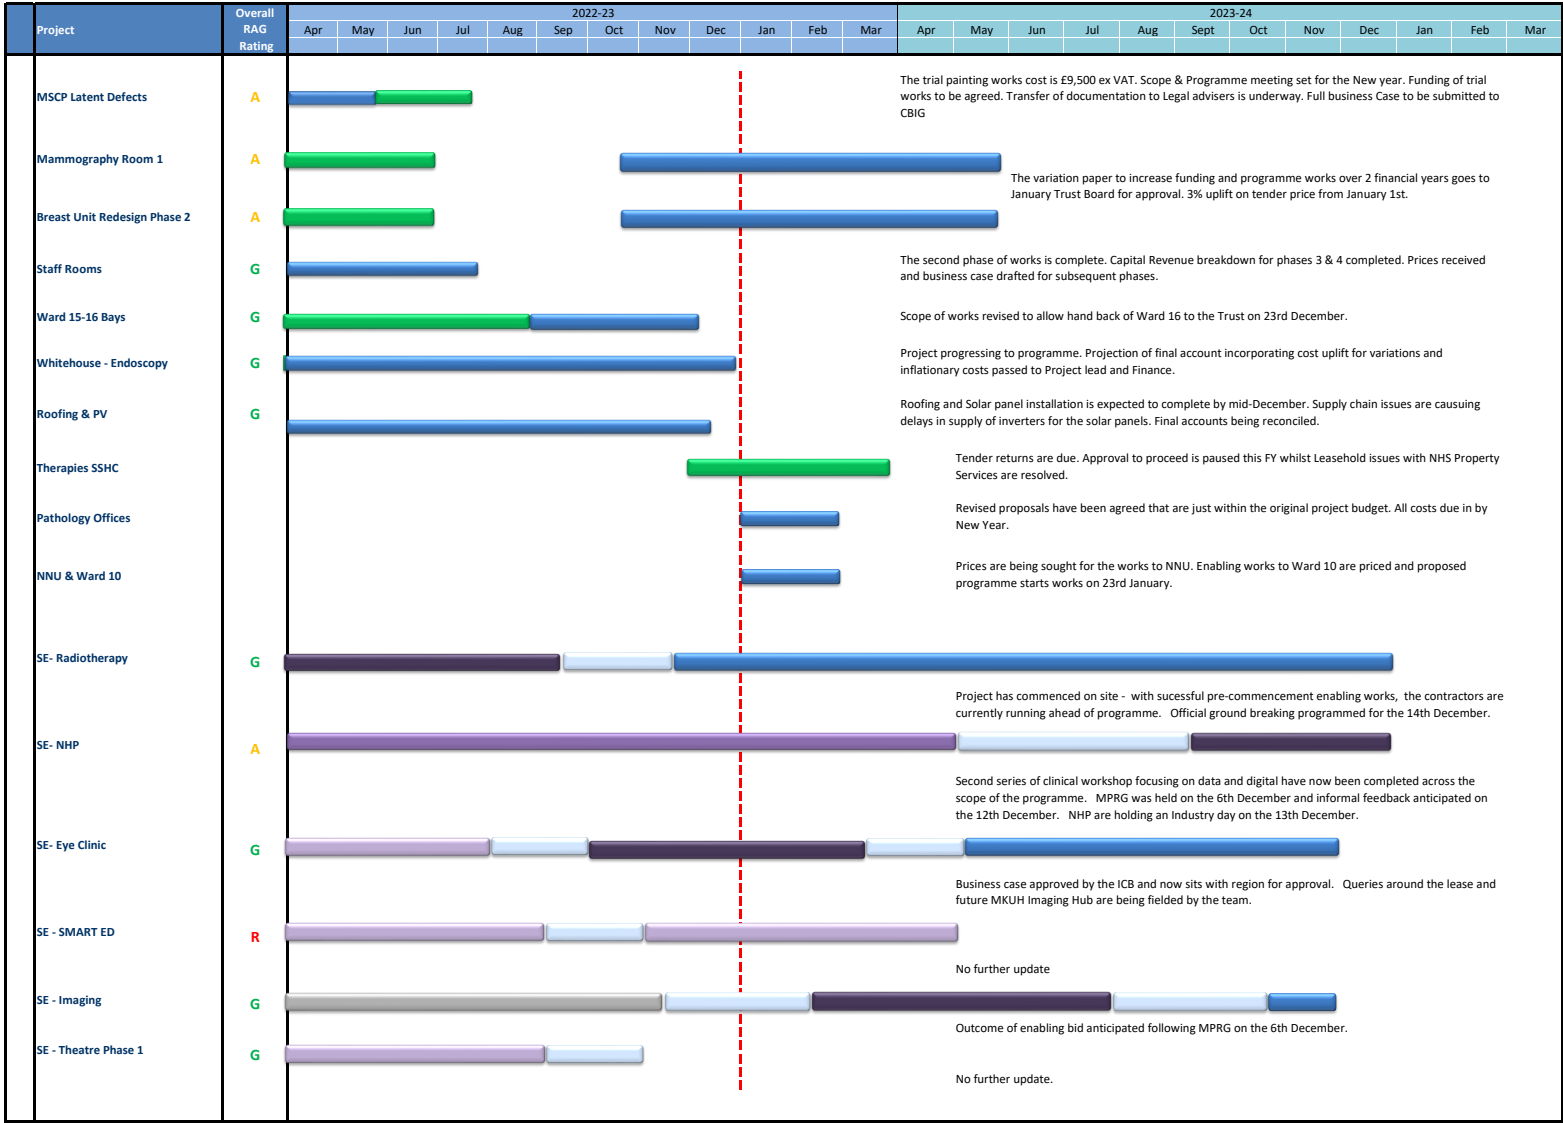 Project
Overall
RAG
Rating
2022-23
2023-24
Apr May Jun Jul Aug Sep Oct Nov Dec Jan Feb Mar Apr May Jun Jul Aug Sept Oct Nov Dec Jan Feb Mar
MSCP Latent Defects
A
The trial painting works cost is £9,500 ex VAT. Scope & Programme meeting set for the New year. Funding of trial
works to be agreed. Transfer of documentation to Legal advisers is underway. Full business Case to be submitted to
CBIG
Mammography Room 1
A
The variation paper to increase funding and programme works over 2 financial years goes to
January Trust Board for approval. 3% uplift on tender price from January 1st.
Breast Unit Redesign Phase 2
A
Staff Rooms
G
The second phase of works is complete. Capital Revenue breakdown for phases 3 & 4 completed. Prices received
and business case drafted for subsequent phases.
Ward 15-16 Bays
G
Scope of works revised to allow hand back of Ward 16 to the Trust on 23rd December.
Whitehouse - Endoscopy
G
Project progressing to programme. Projection of final account incorporating cost uplift for variations and
inflationary costs passed to Project lead and Finance.
Roofing & PV
G
Roofing and Solar panel installation is expected to complete by mid-December. Supply chain issues are causuing
delays in supply of inverters for the solar panels. Final accounts being reconciled.
Therapies SSHC
Tender returns are due. Approval to proceed is paused this FY whilst Leasehold issues with NHS Property
Services are resolved.
Pathology Offices
Revised proposals have been agreed that are just within the original project budget. All costs due in by
New Year.
NNU & Ward 10
Prices are being sought for the works to NNU. Enabling works to Ward 10 are priced and proposed
programme starts works on 23rd January.
SE- Radiotherapy
G
Project has commenced on site - with sucessful pre-commencement enabling works, the contractors are
currently running ahead of programme. Official ground breaking programmed for the 14th December.
SE- NHP
A
Second series of clinical workshop focusing on data and digital have now been completed across the
scope of the programme. MPRG was held on the 6th December and informal feedback anticipated on
the 12th December. NHP are holding an Industry day on the 13th December.
SE- Eye Clinic
G
Business case approved by the ICB and now sits with region for approval. Queries around the lease and
future MKUH Imaging Hub are being fielded by the team.
SE - SMART ED
R
No further update
SE - Imaging
G
Outcome of enabling bid anticipated following MPRG on the 6th December.
SE - Theatre Phase 1
G
No further update.